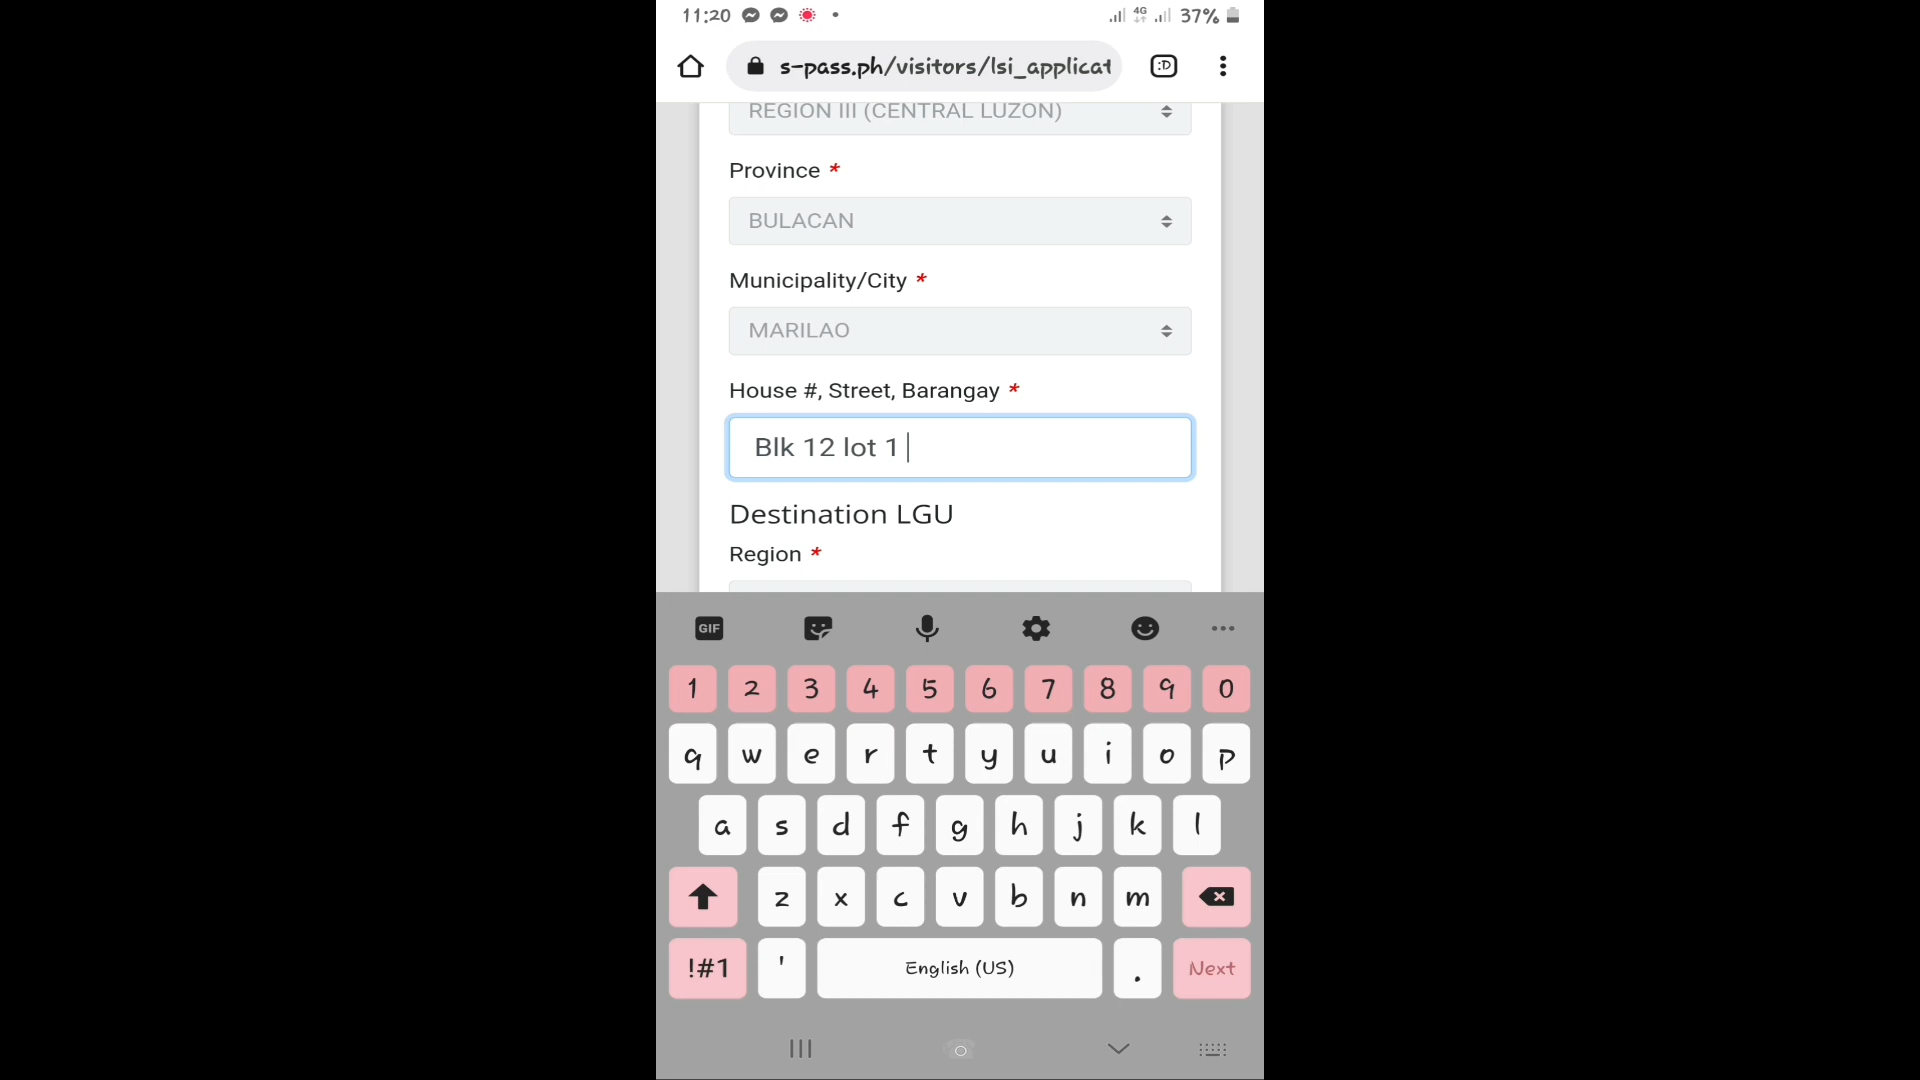 11:20 4G 37%
s-pass.ph/visitors/lsi_applicat :D
REGION III (CENTRAL LUZON)
Province *
BULACAN
Municipality/City *
MARILAO
House #, Street, Barangay *
Blk 12 lot 1
Destination LGU
Region *
GIF
1 2 3 4 5 6 7 8 9 0
q w e r t y u i o p
a s d f g h j k l
z x c v b n m
!#1 ' English (US) . Next